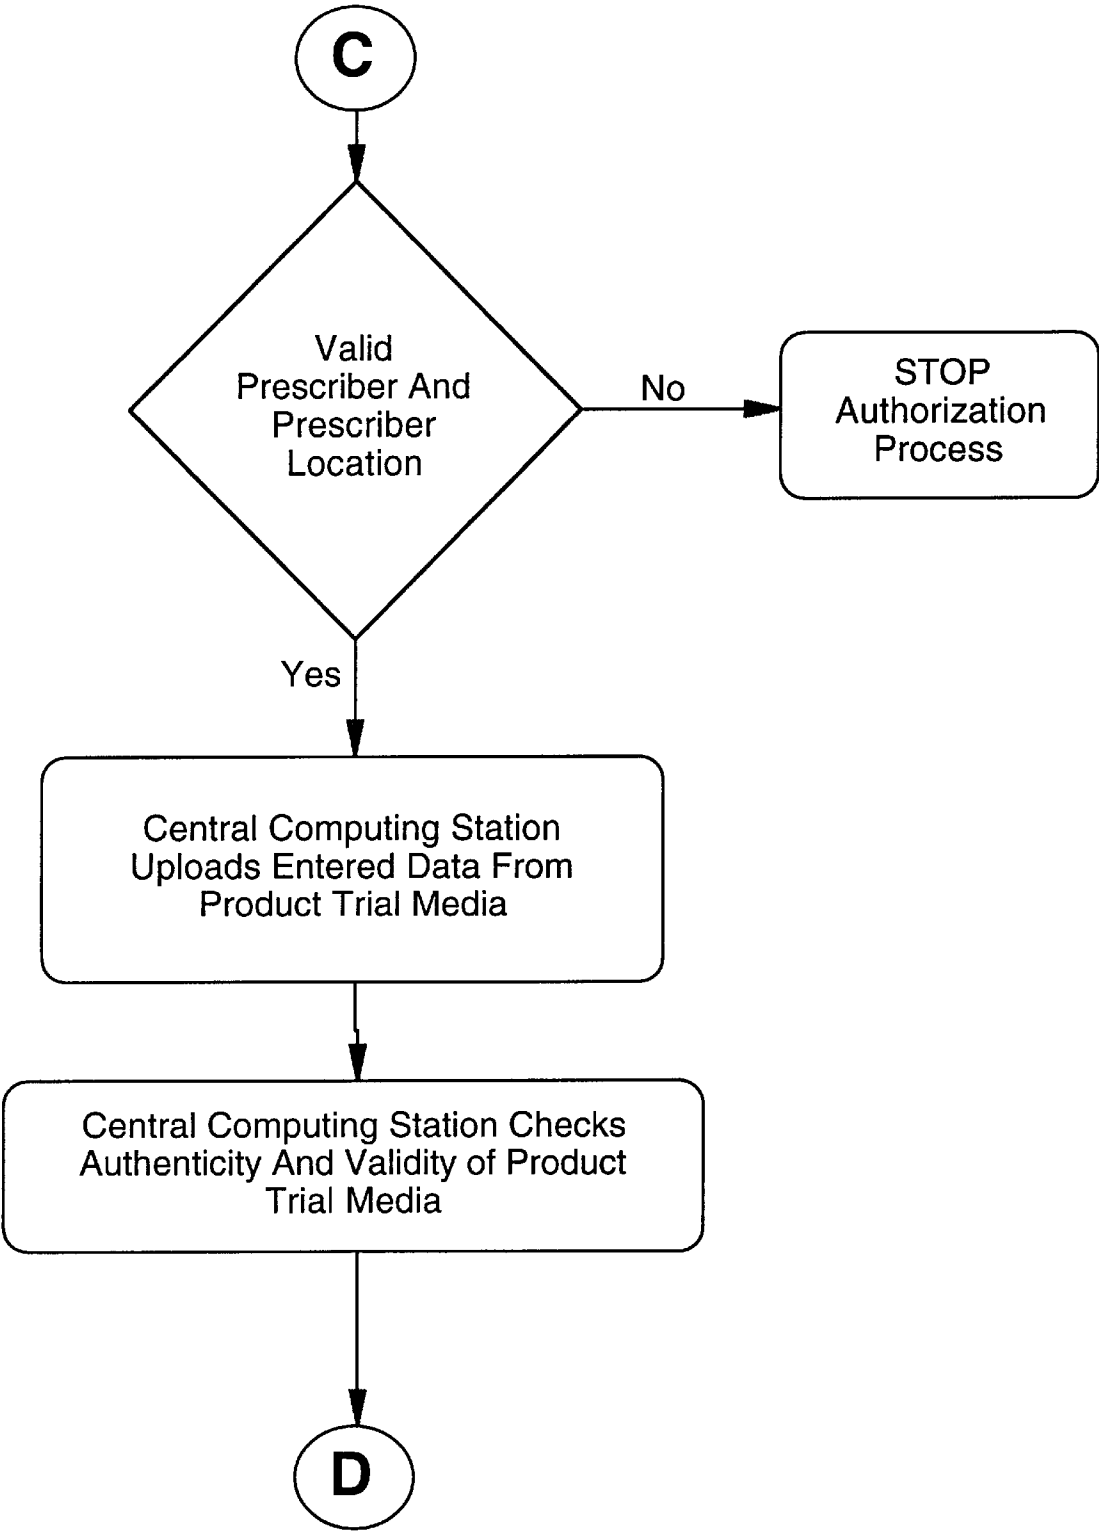 C
Valid
Prescriber And
Prescriber
Location
No
STOP
Authorization
Process
Yes
Central Computing Station
Uploads Entered Data From
Product Trial Media
Central Computing Station Checks
Authenticity And Validity of Product
Trial Media
D